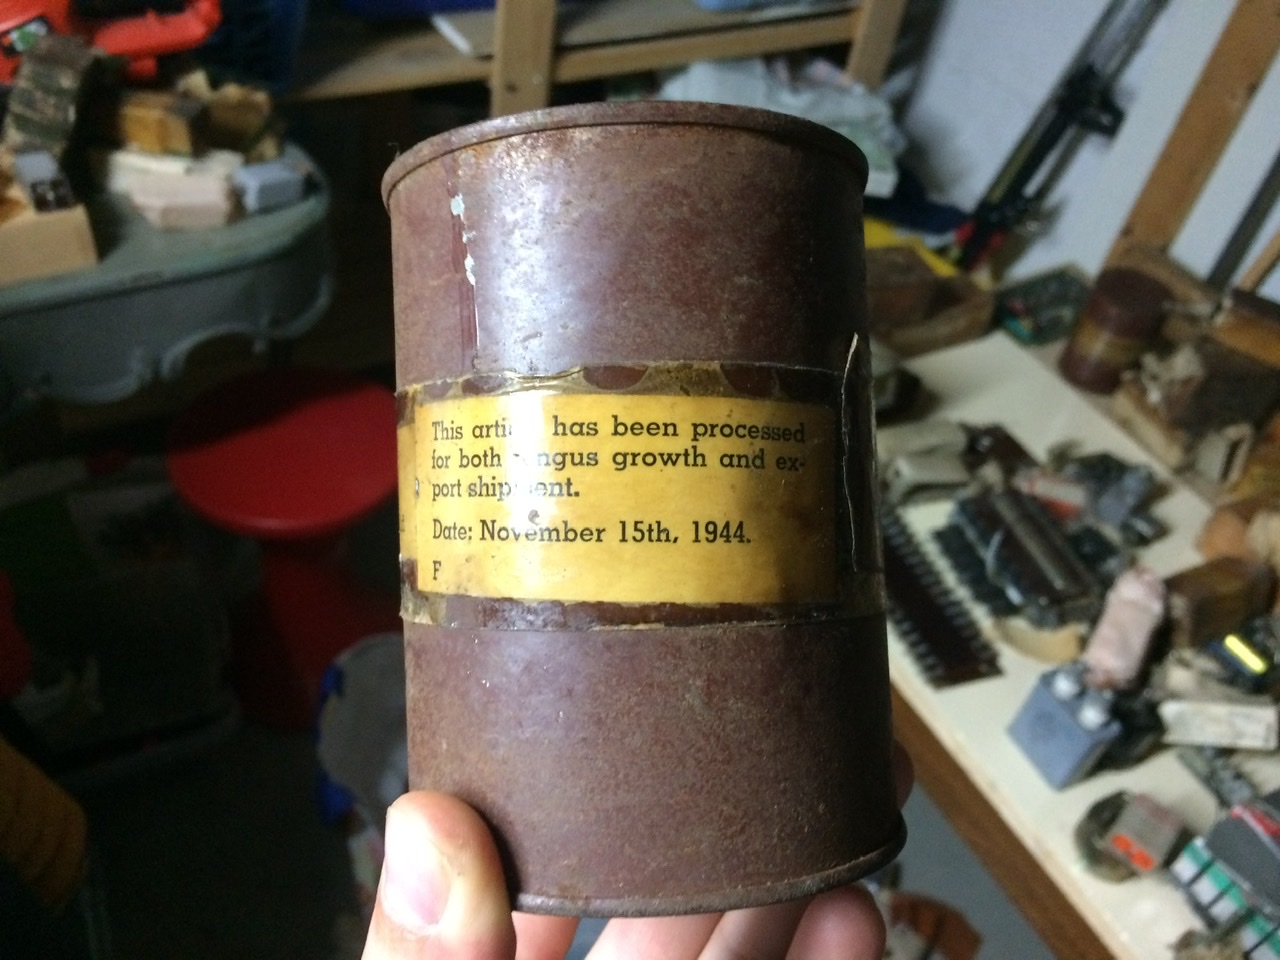 This has been processed
for both growth and ex-
port
Date: November 15th, 1944.
F